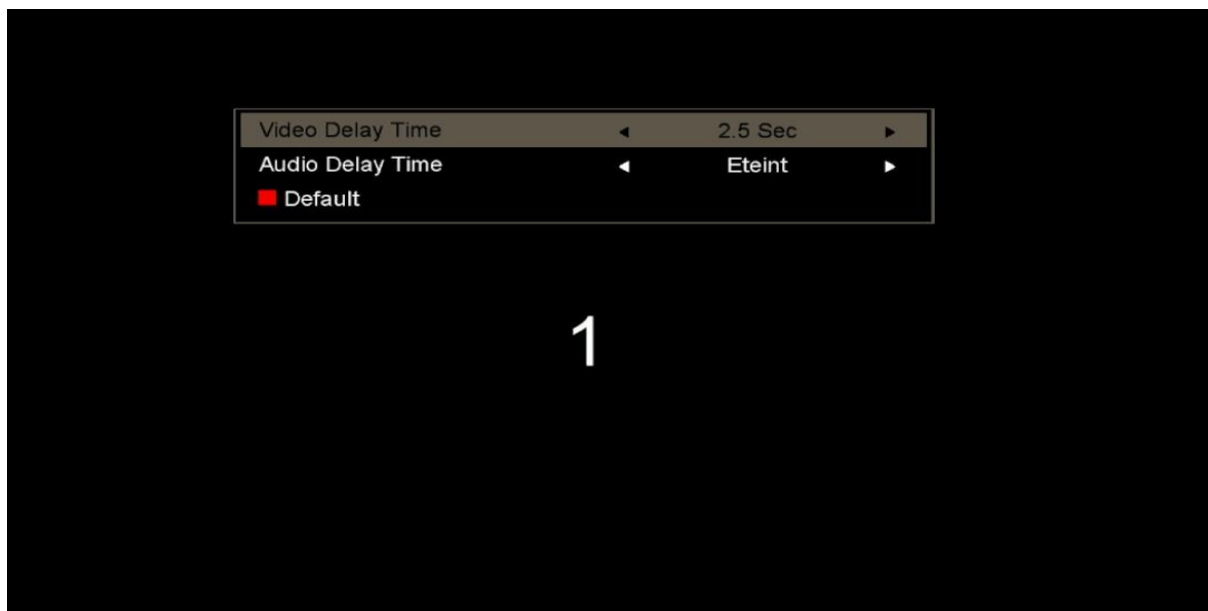 Video Delay Time ◄ 2.5 Sec ►
Audio Delay Time ◄ Eteint ►
Default
1